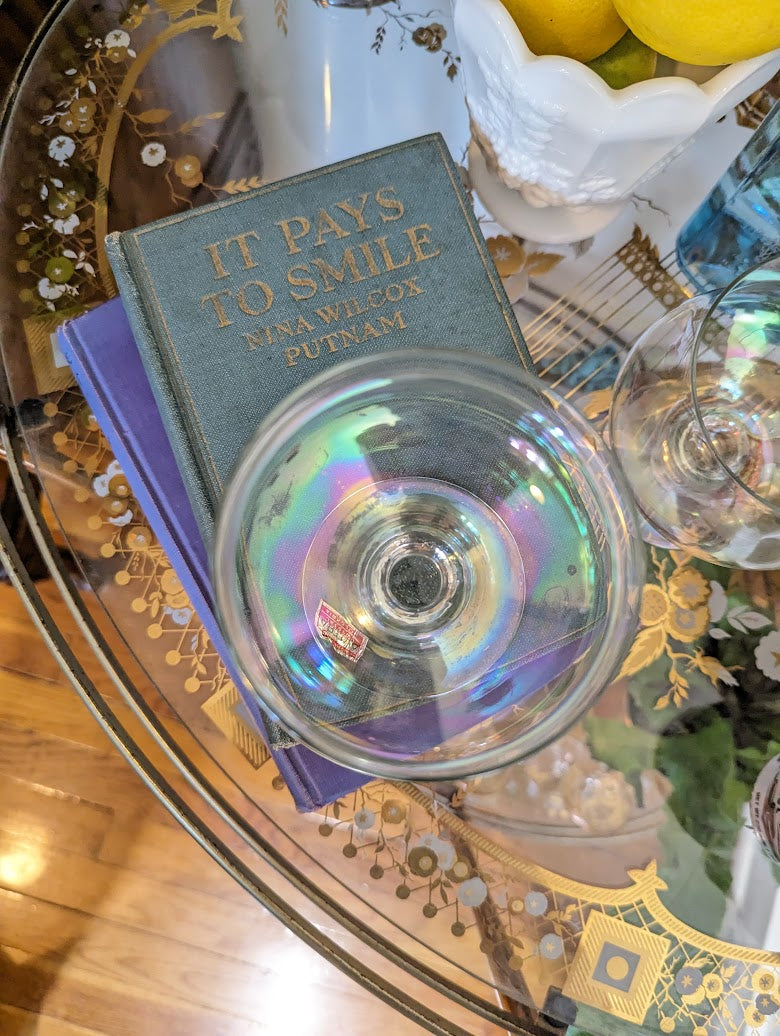 IT PAYS
TO SMILE
NINA WILCOX
PUTNAM